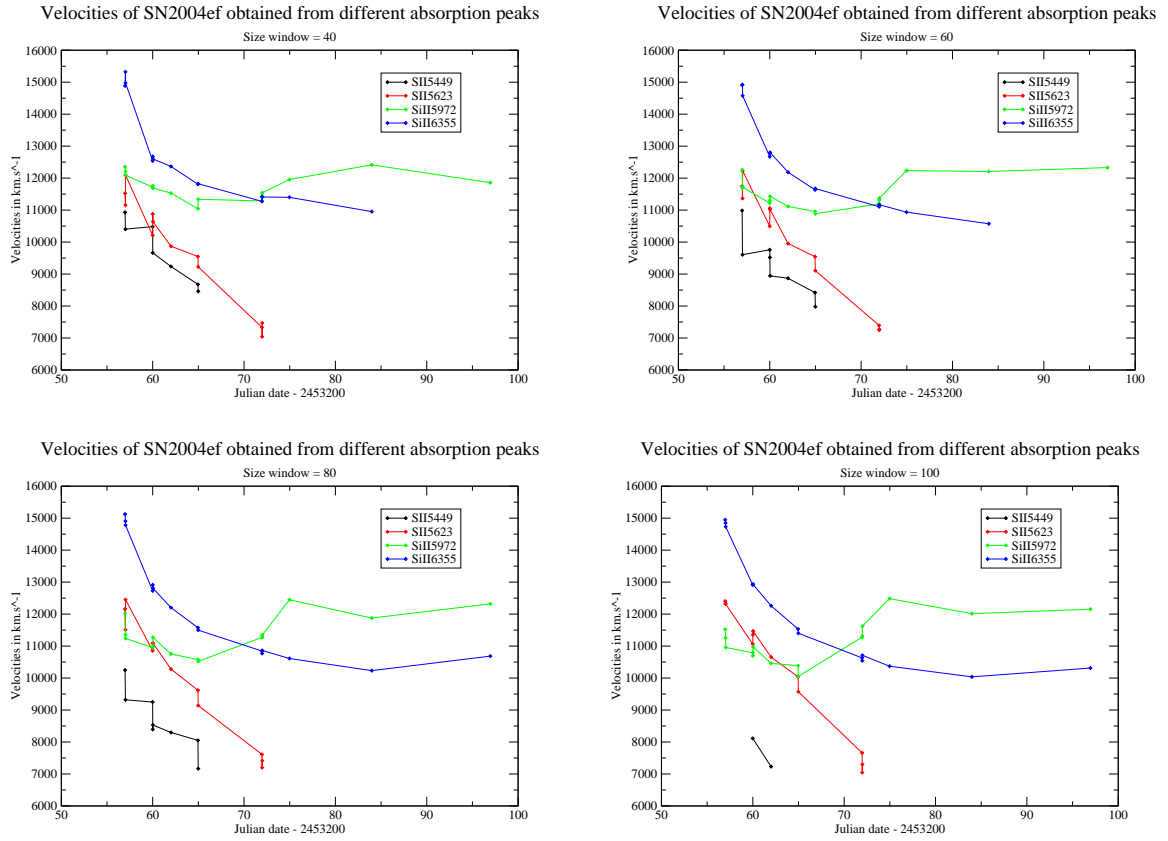 Velocities of SN2004ef obtained from different absorption peaks
Size window = 40
16000
15000
14000
13000
12000
11000
10000
9000
8000
7000
6000
Velocities in km.s^-1
50 60 70 80 90 100
Julian date - 2453200
SII5449
SII5623
SiII5972
SiII6355
Velocities of SN2004ef obtained from different absorption peaks
Size window = 60
16000
15000
14000
13000
12000
11000
10000
9000
8000
7000
6000
Velocities in km.s^-1
50 60 70 80 90 100
Julian date - 2453200
SII5449
SII5623
SiII5972
SiII6355
Velocities of SN2004ef obtained from different absorption peaks
Size window = 80
16000
15000
14000
13000
12000
11000
10000
9000
8000
7000
6000
Velocities in km.s^-1
50 60 70 80 90 100
Julian date - 2453200
SII5449
SII5623
SiII5972
SiII6355
Velocities of SN2004ef obtained from different absorption peaks
Size window = 100
16000
15000
14000
13000
12000
11000
10000
9000
8000
7000
6000
Velocities in km.s^-1
50 60 70 80 90 100
Julian date - 2453200
SII5449
SII5623
SiII5972
SiII6355